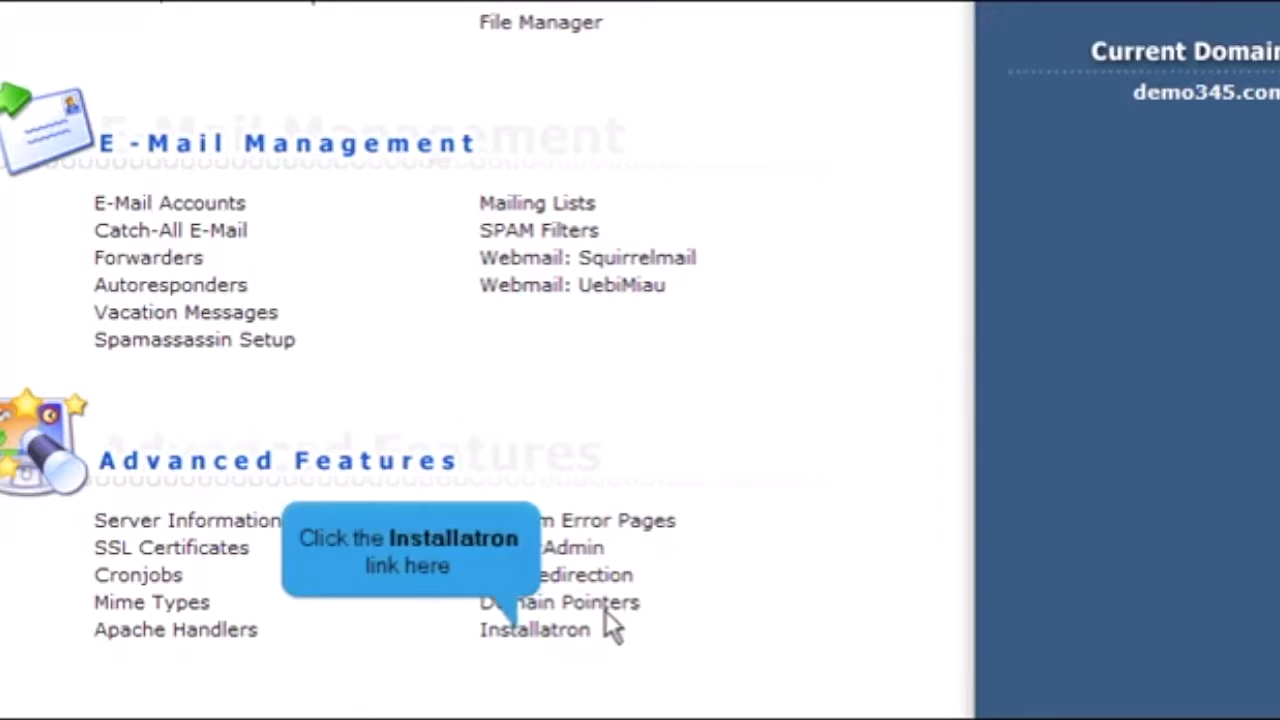 File Manager
Current Domain
demo345.com
E-Mail Management
E-Mail Accounts
Mailing Lists
Catch-All E-Mail
SPAM Filters
Forwarders
Webmail: Squirrelmail
Autoresponders
Webmail: UebiMiau
Vacation Messages
Spamassassin Setup
Advanced Features
Server Information
m Error Pages
SSL Certificates
Admin
Cronjobs
edirection
Mime Types
Domain Pointers
Apache Handlers
Installatron
Click the Installatron
link here